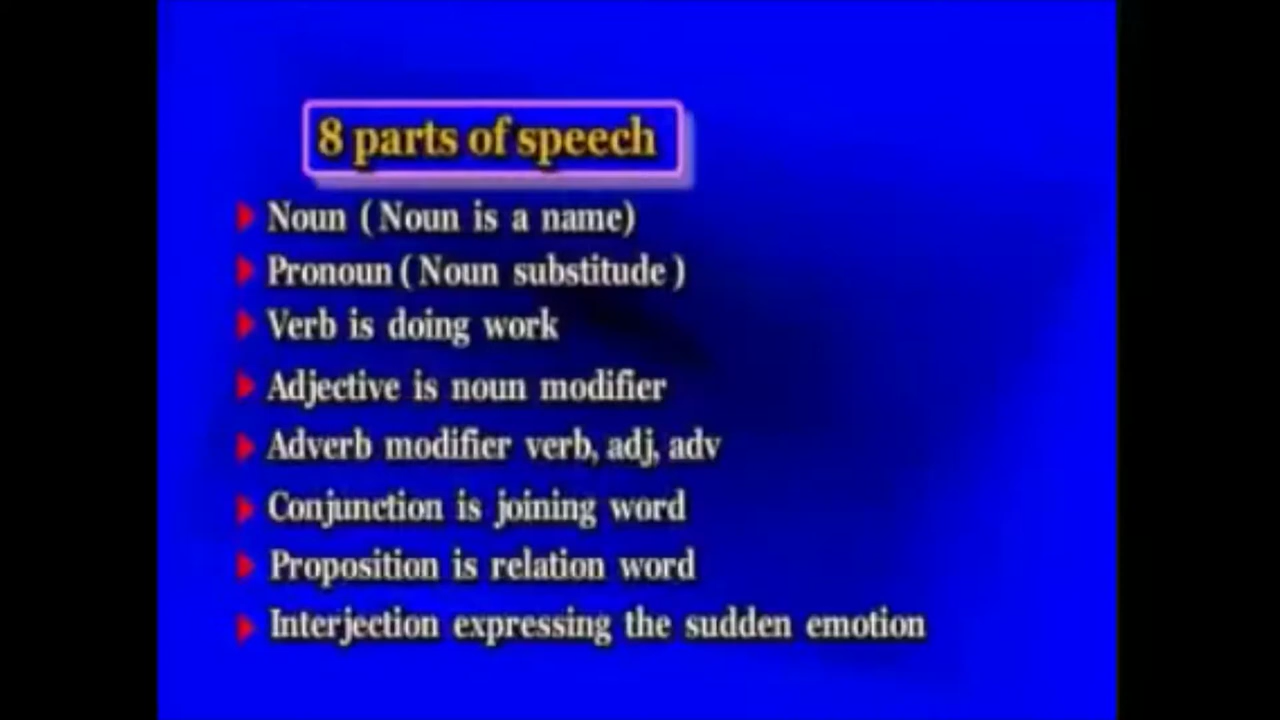 8 parts of speech
Noun (Noun is a name)
Pronoun (Noun substitude)
Verb is doing work
Adjective is noun modifier
Adverb modifier verb, adj, adv
Conjunction is joining word
Proposition is relation word
Interjection expressing the sudden emotion